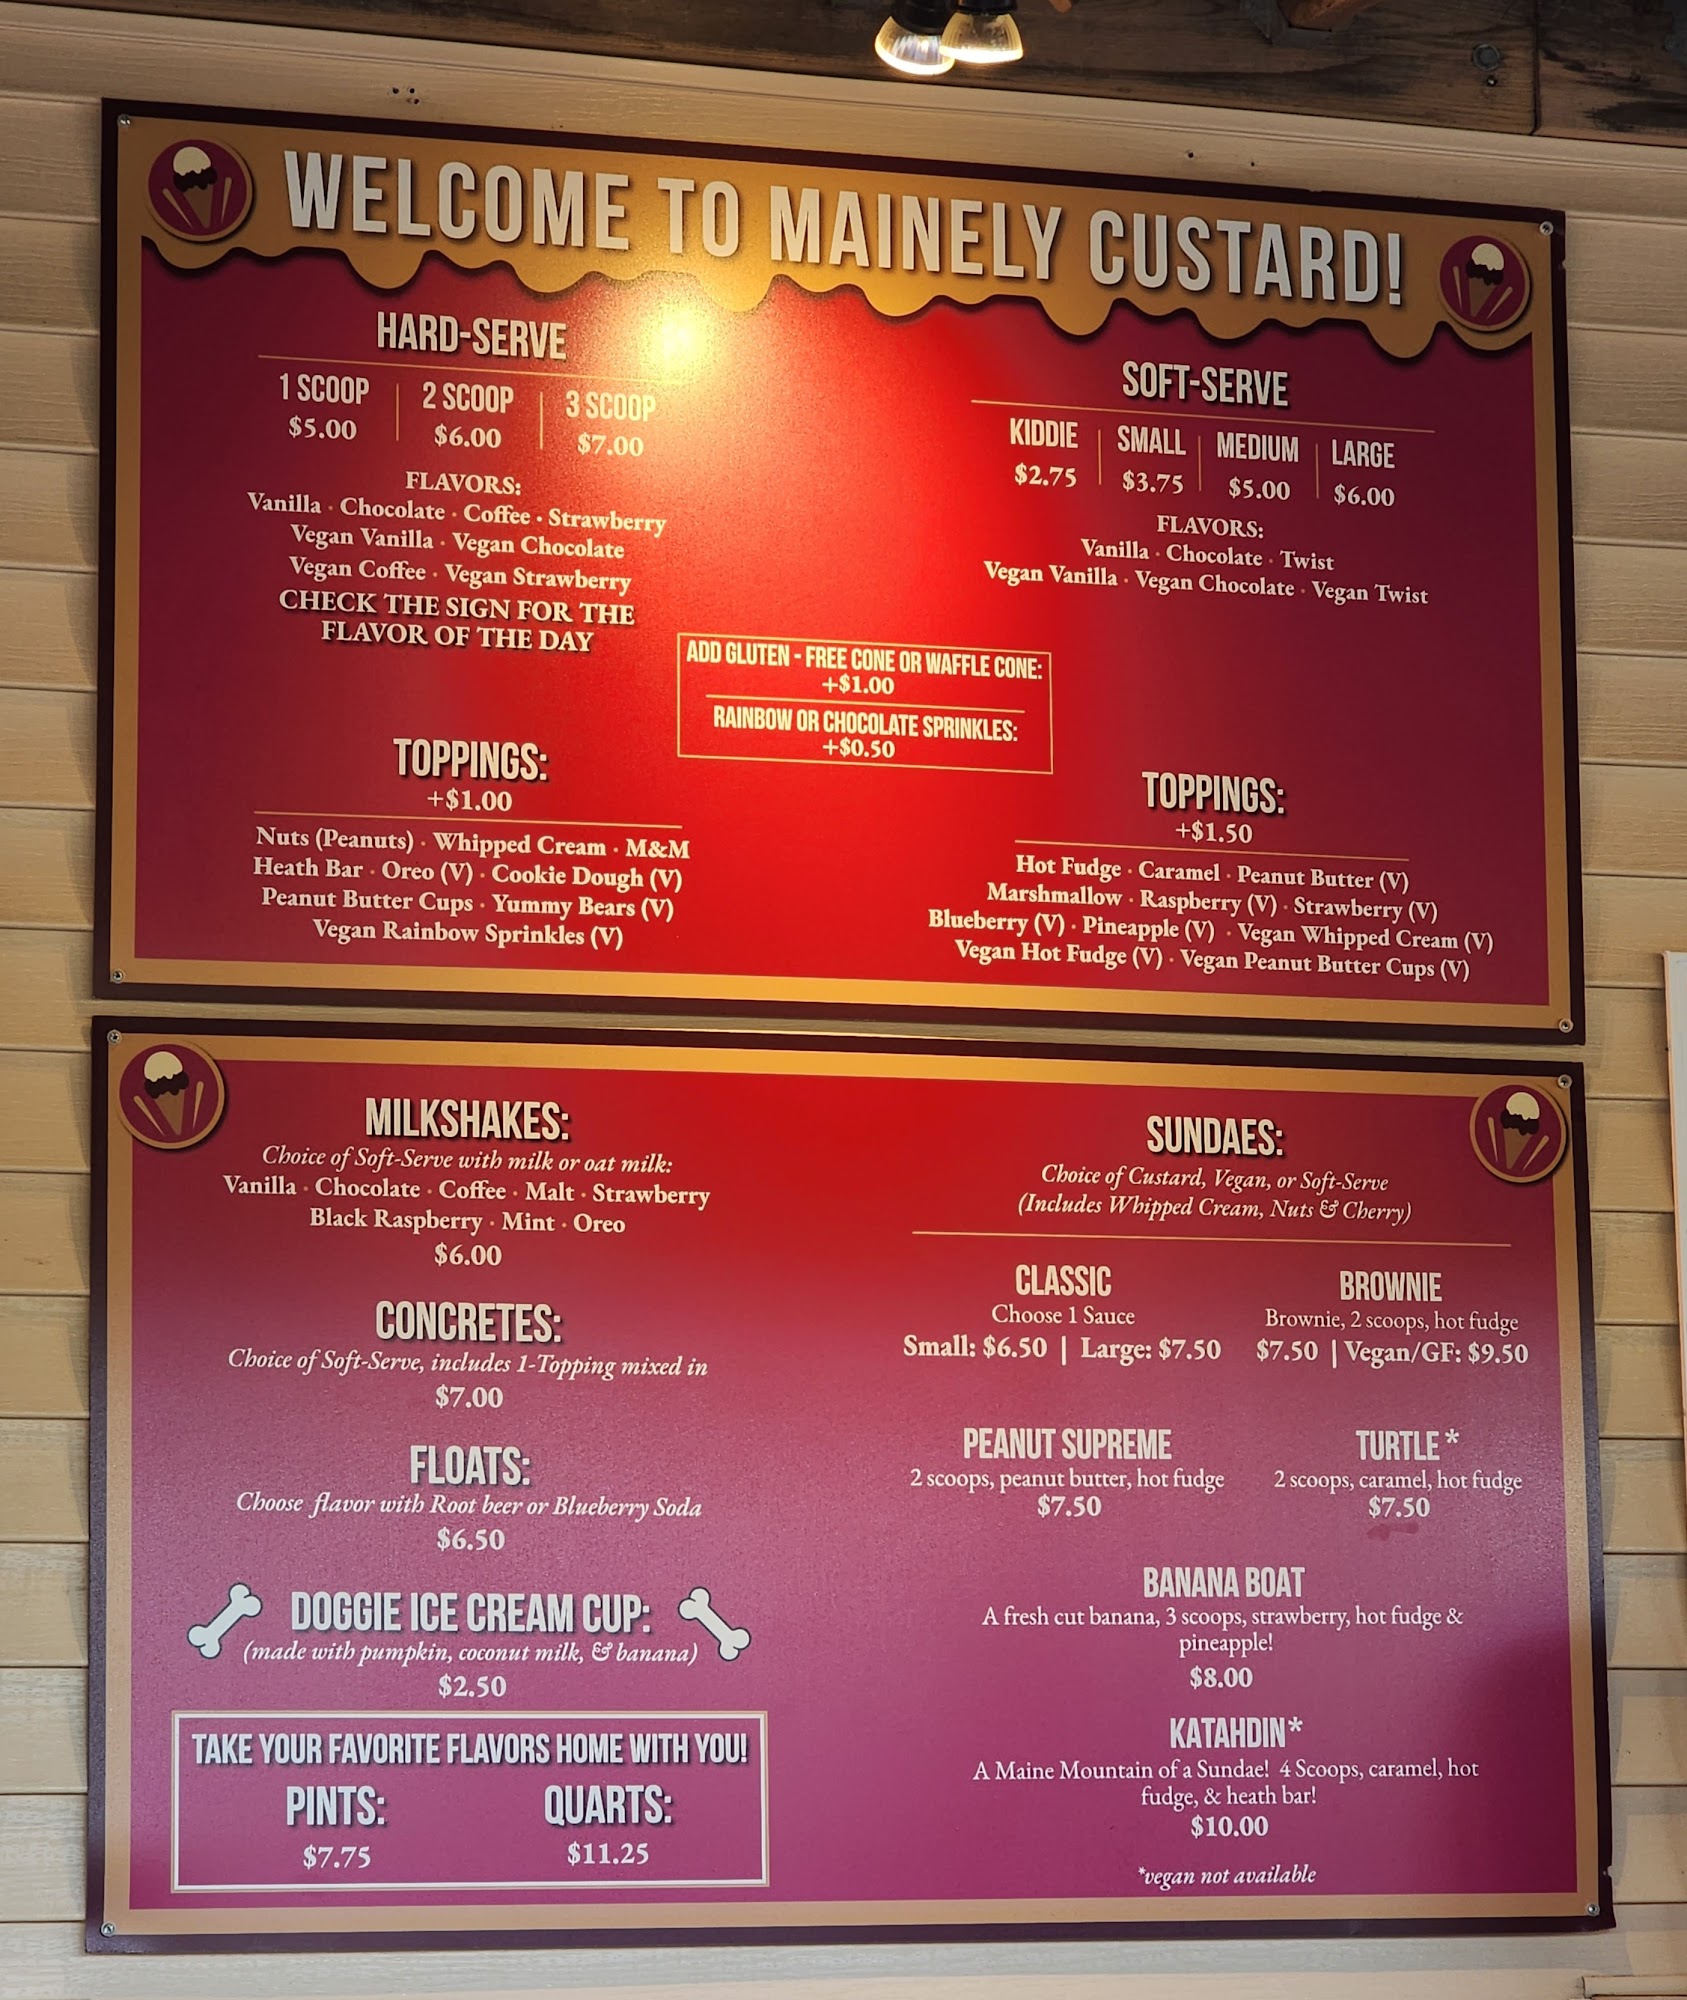 WELCOME TO MAINELY CUSTARD!
HARD-SERVE
1 SCOOP
$5.00
2 SCOOP
$6.00
3 SCOOP
$7.00
FLAVORS:
Vanilla · Chocolate · Coffee · Strawberry
Vegan Vanilla · Vegan Chocolate
Vegan Coffee · Vegan Strawberry
CHECK THE SIGN FOR THE
FLAVOR OF THE DAY
SOFT-SERVE
KIDDIE
$2.75
SMALL
$3.75
MEDIUM
$5.00
LARGE
$6.00
FLAVORS:
Vanilla · Chocolate · Twist
Vegan Vanilla · Vegan Chocolate · Vegan Twist
ADD GLUTEN - FREE CONE OR WAFFLE CONE:
+$1.00
RAINBOW OR CHOCOLATE SPRINKLES:
+$0.50
TOPPINGS:
+$1.00
Nuts (Peanuts) · Whipped Cream · M&M
Heath Bar · Oreo (V) · Cookie Dough (V)
Peanut Butter Cups · Yummy Bears (V)
Vegan Rainbow Sprinkles (V)
TOPPINGS:
+$1.50
Hot Fudge · Caramel · Peanut Butter (V)
Marshmallow · Raspberry (V) · Strawberry (V)
Blueberry (V) · Pineapple (V) · Vegan Whipped Cream (V)
Vegan Hot Fudge (V) · Vegan Peanut Butter Cups (V)
MILKSHAKES:
Choice of Soft-Serve with milk or oat milk:
Vanilla · Chocolate · Coffee · Malt · Strawberry
Black Raspberry · Mint · Oreo
$6.00
CONCRETES:
Choice of Soft-Serve, includes 1-Topping mixed in
$7.00
FLOATS:
Choose flavor with Root beer or Blueberry Soda
$6.50
DOGGIE ICE CREAM CUP:
(made with pumpkin, coconut milk, & banana)
$2.50
TAKE YOUR FAVORITE FLAVORS HOME WITH YOU!
PINTS:
$7.75
QUARTS:
$11.25
SUNDAES:
Choice of Custard, Vegan, or Soft-Serve
(Includes Whipped Cream, Nuts & Cherry)
CLASSIC
Choose 1 Sauce
Small: $6.50 | Large: $7.50
BROWNIE
Brownie, 2 scoops, hot fudge
$7.50 | Vegan/GF: $9.50
PEANUT SUPREME
2 scoops, peanut butter, hot fudge
$7.50
TURTLE *
2 scoops, caramel, hot fudge
$7.50
BANANA BOAT
A fresh cut banana, 3 scoops, strawberry, hot fudge &
pineapple!
$8.00
KATAHDIN*
A Maine Mountain of a Sundae! 4 Scoops, caramel, hot
fudge, & heath bar!
$10.00
*vegan not available